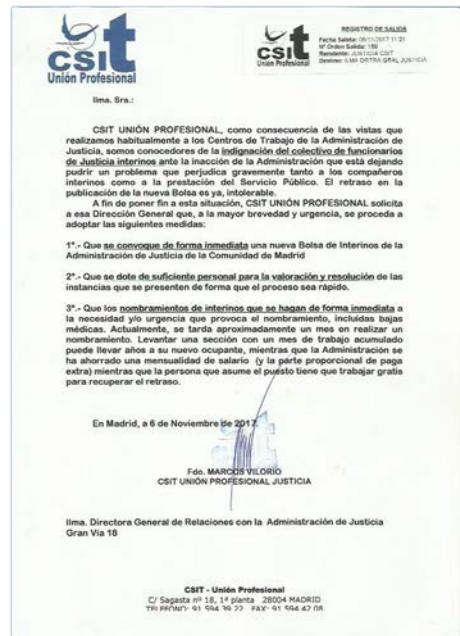 CSIt
Unión Profesional
CSIt
Unión Profesional
REGISTRO DE SALIDA
Fecha Salida: 06/11/2017 11:01
Nº Orden Salida: 189
Remitente: JUSTICIA CSIT
Destino: ILMA DRTRA GRAL JUSTICIA
Ilma. Sra.:
CSIT UNIÓN PROFESIONAL, como consecuencia de las vistas que
realizamos habitualmente a los Centros de Trabajo de la Administración de
Justicia, somos conocedores de la indignación del colectivo de funcionarios
de Justicia interinos ante la inacción de la Administración que está dejando
pudrir un problema que perjudica gravemente tanto a los compañeros
interinos como a la prestación del Servicio Público. El retraso en la
publicación de la nueva Bolsa es ya, intolerable.
A fin de poner fin a esta situación, CSIT UNIÓN PROFESIONAL solicita
a esa Dirección General que, a la mayor brevedad y urgencia, se proceda a
adoptar las siguientes medidas:
1º.- Que se convoque de forma inmediata una nueva Bolsa de Interinos de la
Administración de Justicia de la Comunidad de Madrid
2º.- Que se dote de suficiente personal para la valoración y resolución de las
instancias que se presenten de forma que el proceso sea rápido.
3º.- Que los nombramientos de interinos que se hagan de forma inmediata a
la necesidad y/o urgencia que provoca el nombramiento, incluidas bajas
médicas. Actualmente, se tarda aproximadamente un mes en realizar un
nombramiento. Levantar una sección con un mes de trabajo acumulado
puede llevar años a su nuevo ocupante, mientras que la Administración se
ha ahorrado una mensualidad de salario (y la parte proporcional de paga
extra) mientras que la persona que asume el puesto tiene que trabajar gratis
para recuperar el retraso.
En Madrid, a 6 de Noviembre de 2017.
Fdo. MARCOS VILORIO
CSIT UNIÓN PROFESIONAL JUSTICIA
Ilma. Directora General de Relaciones con la Administración de Justicia
Gran Vía 18
CSIT - Unión Profesional
C/ Sagasta nº 18, 1ª planta 28004 MADRID
TELEFONO: 91 594 39 22 FAX: 91 594 42 08